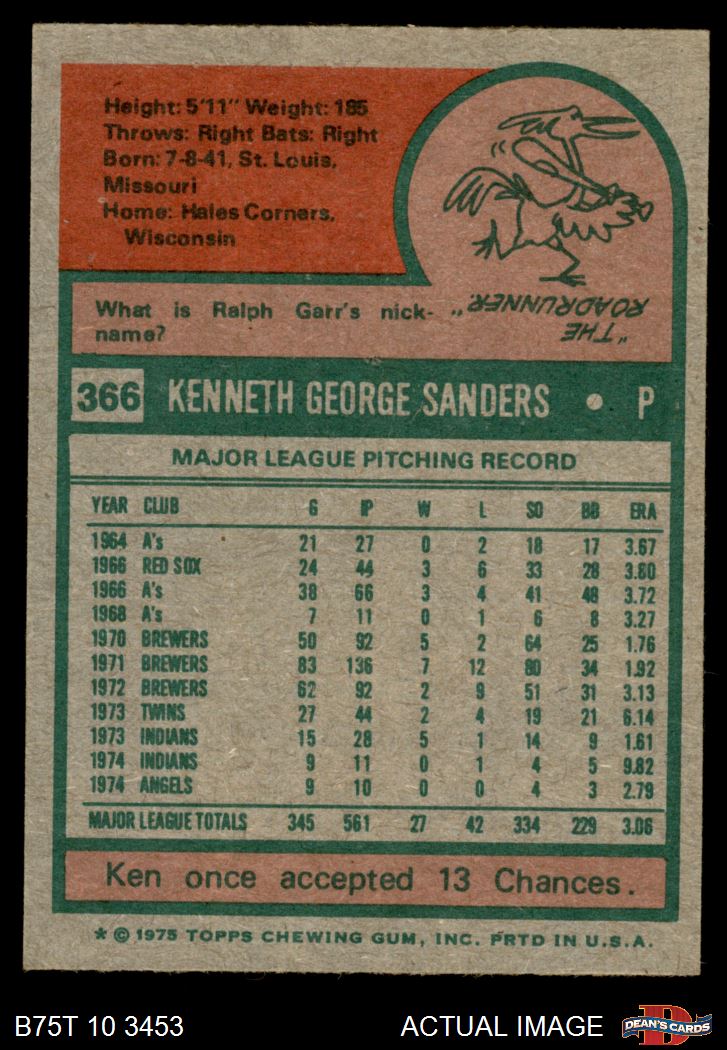 Height: 5'11" Weight: 185
Throws: Right Bats: Right
Born: 7-8-41, St. Louis,
Missouri
Home: Hales Corners,
Wisconsin
What is Ralph Garr's nick-
name?
"THE
ROADRUNNER"
366 KENNETH GEORGE SANDERS • P
MAJOR LEAGUE PITCHING RECORD
YEAR CLUB G IP W L SO BB ERA
1964 A's 21 27 0 2 18 17 3.67
1966 RED SOX 24 44 3 6 33 28 3.80
1966 A's 38 66 3 4 41 48 3.72
1968 A's 7 11 0 1 6 8 3.27
1970 BREWERS 50 92 5 2 64 25 1.76
1971 BREWERS 83 136 7 12 80 34 1.92
1972 BREWERS 62 92 2 9 51 31 3.13
1973 TWINS 27 44 2 4 19 21 6.14
1973 INDIANS 15 28 5 1 14 9 1.61
1974 INDIANS 9 11 0 1 4 5 9.82
1974 ANGELS 9 10 0 0 4 3 2.79
MAJOR LEAGUE TOTALS 345 561 27 42 334 229 3.06
Ken once accepted 13 Chances.
* © 1975 TOPPS CHEWING GUM, INC. PRTD IN U.S.A.
B75T 10 3453 ACTUAL IMAGE D DEAN'S CARDS